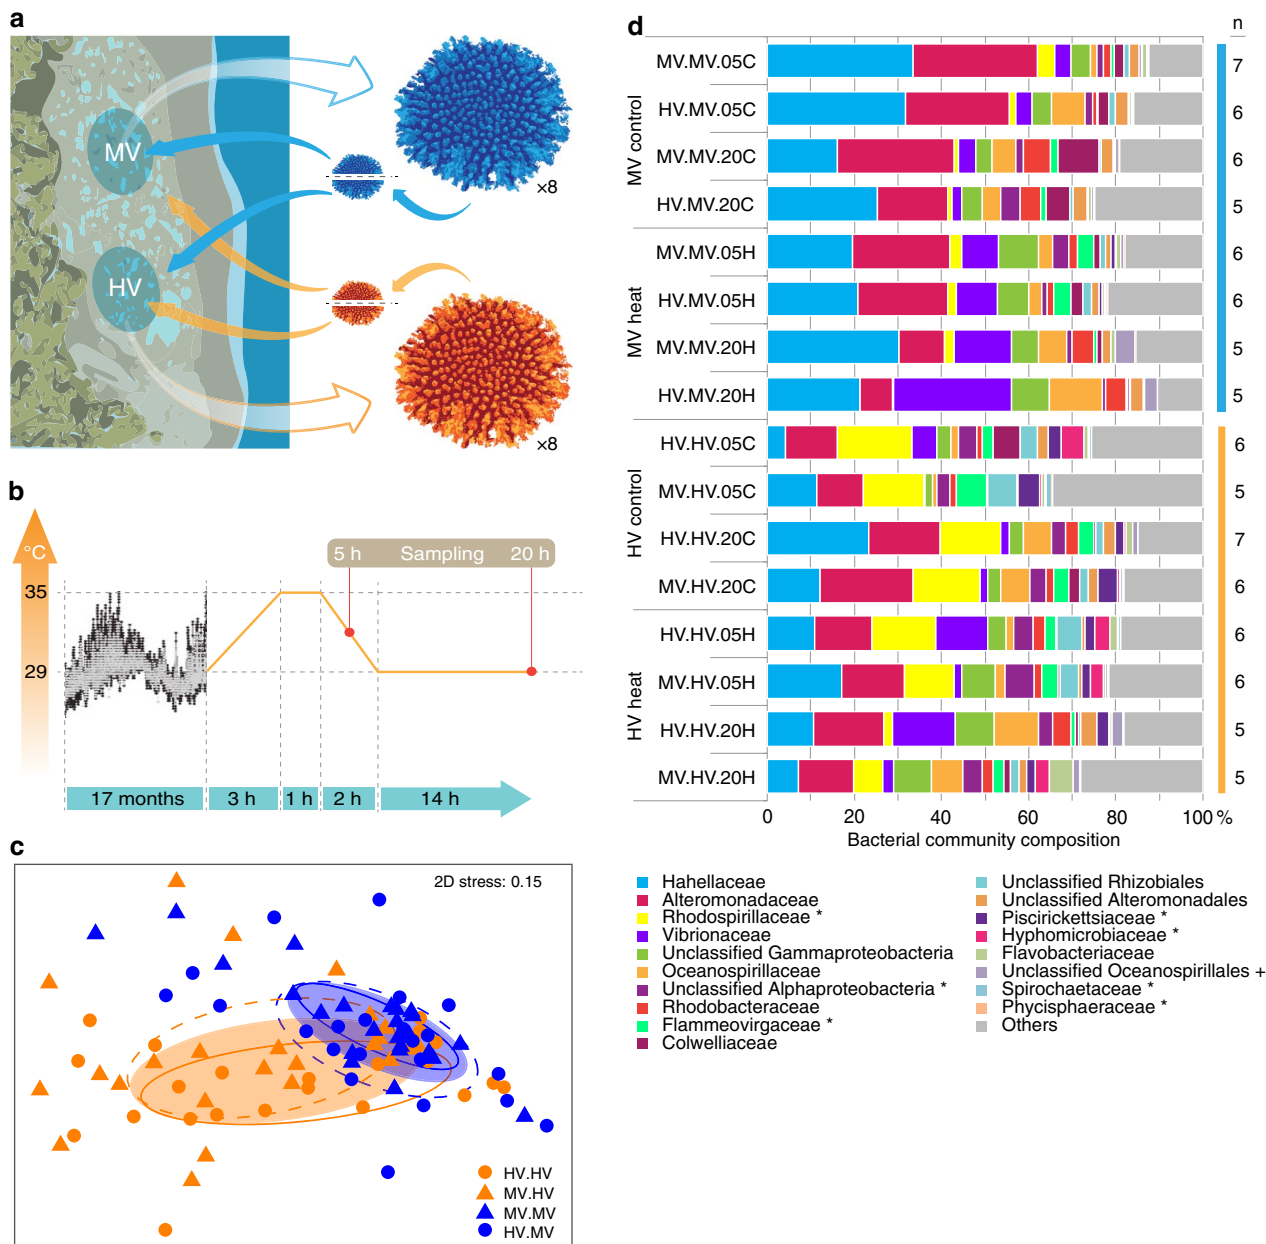 a
MV
HV
×8
×8
b
°C
35
29
5 h Sampling 20 h
17 months 3 h 1 h 2 h 14 h
c
2D stress: 0.15
HV.HV
MV.HV
MV.MV
HV.MV
d
n
MV control
MV heat
HV control
HV heat
MV.MV.05C 7
HV.MV.05C 6
MV.MV.20C 6
HV.MV.20C 5
MV.MV.05H 6
HV.MV.05H 6
MV.MV.20H 5
HV.MV.20H 5
HV.HV.05C 6
MV.HV.05C 5
HV.HV.20C 7
MV.HV.20C 6
HV.HV.05H 6
MV.HV.05H 6
HV.HV.20H 5
MV.HV.20H 5
0 20 40 60 80 100 %
Bacterial community composition
Hahellaceae
Alteromonadaceae
Rhodospirillaceae *
Vibrionaceae
Unclassified Gammaproteobacteria
Oceanospirillaceae
Unclassified Alphaproteobacteria *
Rhodobacteraceae
Flammeovirgaceae *
Colwelliaceae
Unclassified Rhizobiales
Unclassified Alteromonadales
Piscirickettsiaceae *
Hyphomicrobiaceae *
Flavobacteriaceae
Unclassified Oceanospirillales +
Spirochaetaceae *
Phycisphaeraceae *
Others